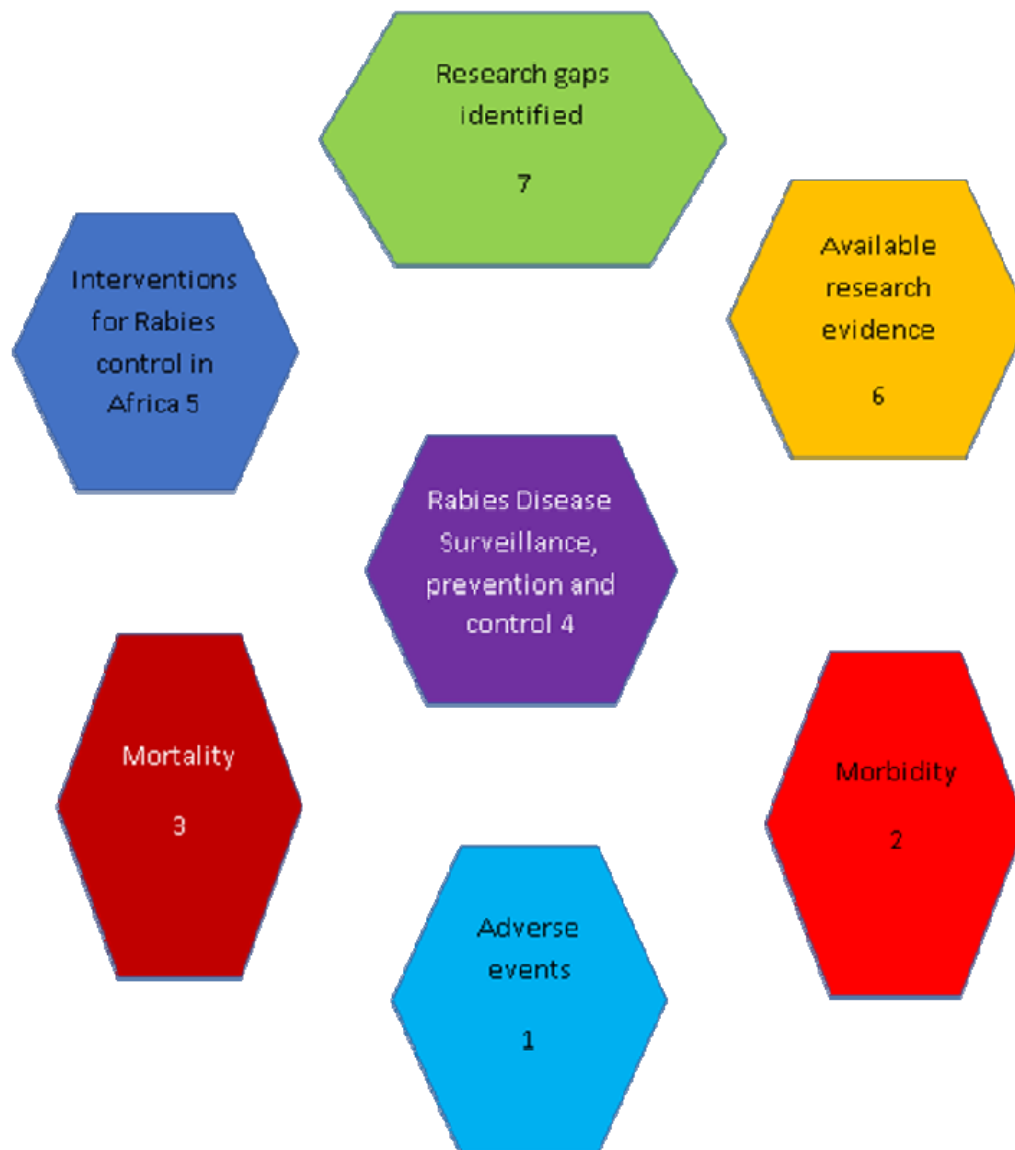 Research gaps
identified
7
Available
research
evidence
6
Interventions
for Rabies
control in
Africa 5
Rabies Disease
Surveillance,
prevention and
control 4
Mortality
3
Morbidity
2
Adverse
events
1